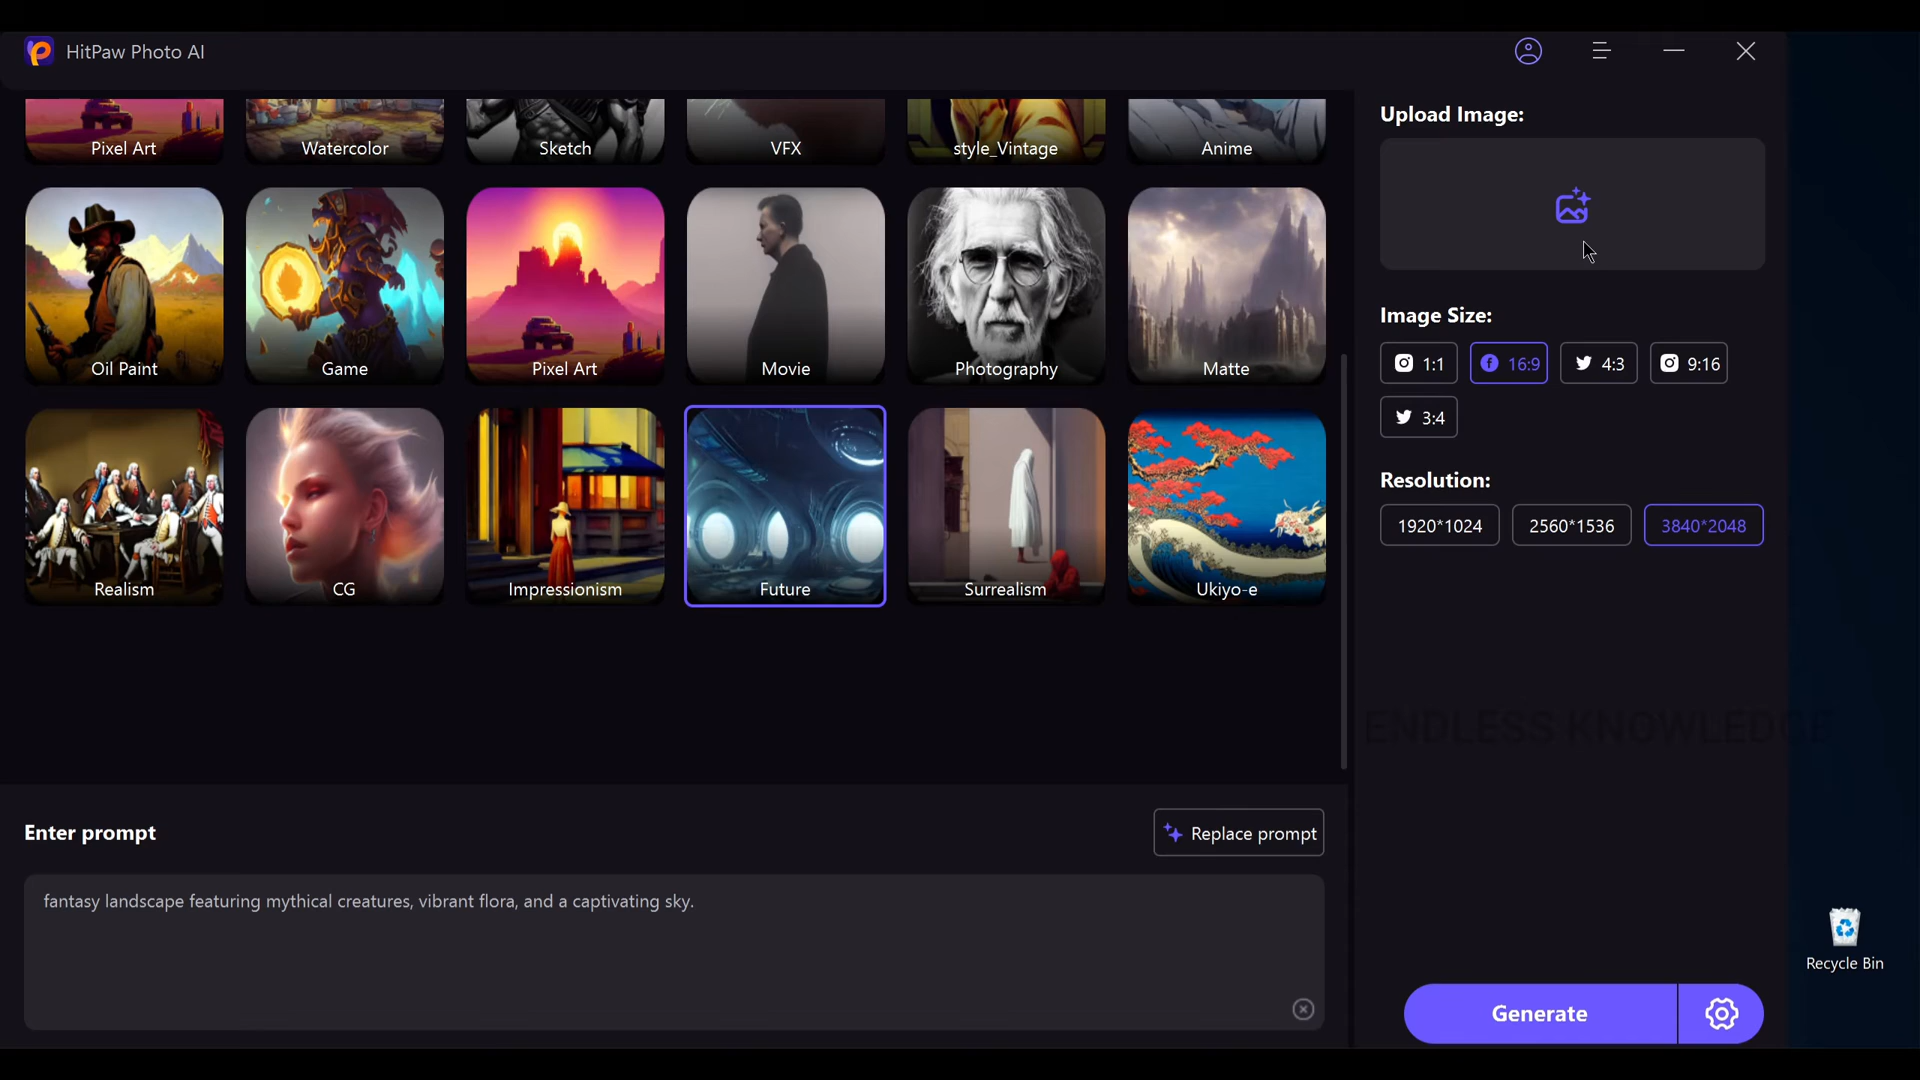 HitPaw Photo AI
Pixel Art
Watercolor
Sketch
VFX
style_Vintage
Anime
Oil Paint
Game
Pixel Art
Movie
Photography
Matte
Realism
CG
Impressionism
Future
Surrealism
Ukiyo-e
Enter prompt
Replace prompt
fantasy landscape featuring mythical creatures, vibrant flora, and a captivating sky.
Upload Image:
Image Size:
1:1
16:9
4:3
9:16
3:4
Resolution:
1920*1024
2560*1536
3840*2048
ENDLESS KNOWLEDGE
Generate
Recycle Bin